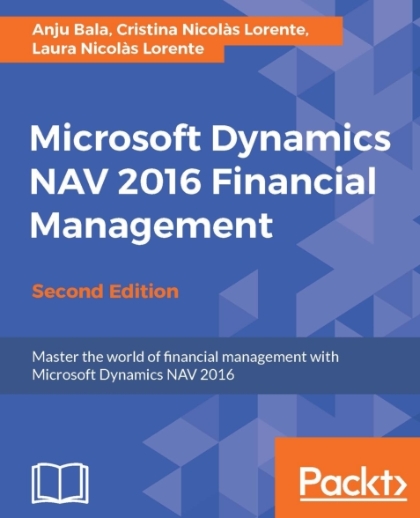 Anju Bala, Cristina Nicolàs Lorente,
Laura Nicolàs Lorente
Microsoft Dynamics
NAV 2016 Financial
Management
Second Edition
Master the world of financial management with
Microsoft Dynamics NAV 2016
Packt>